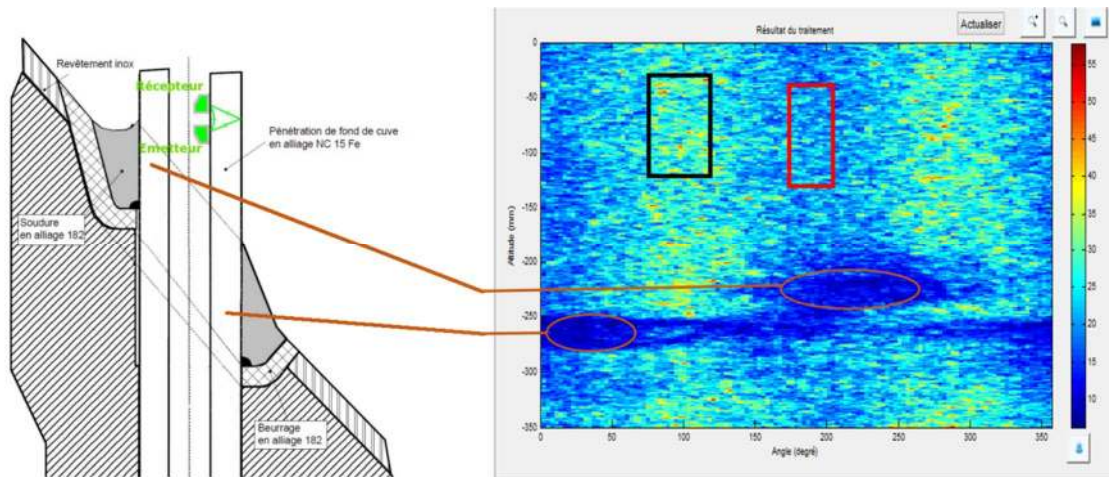 Revêtement inox
Récepteur
Emetteur
Pénétration de fond de cuve
en alliage NC 15 Fe
Soudure
en alliage 182
Beurrage
en alliage 182
Actualiser
Résultat du traitement
0
-50
-100
-150
-200
-250
-300
-350
Altitude (mm)
0
50
100
150
200
250
300
350
Angle (degré)
55
50
45
40
35
30
25
20
15
10